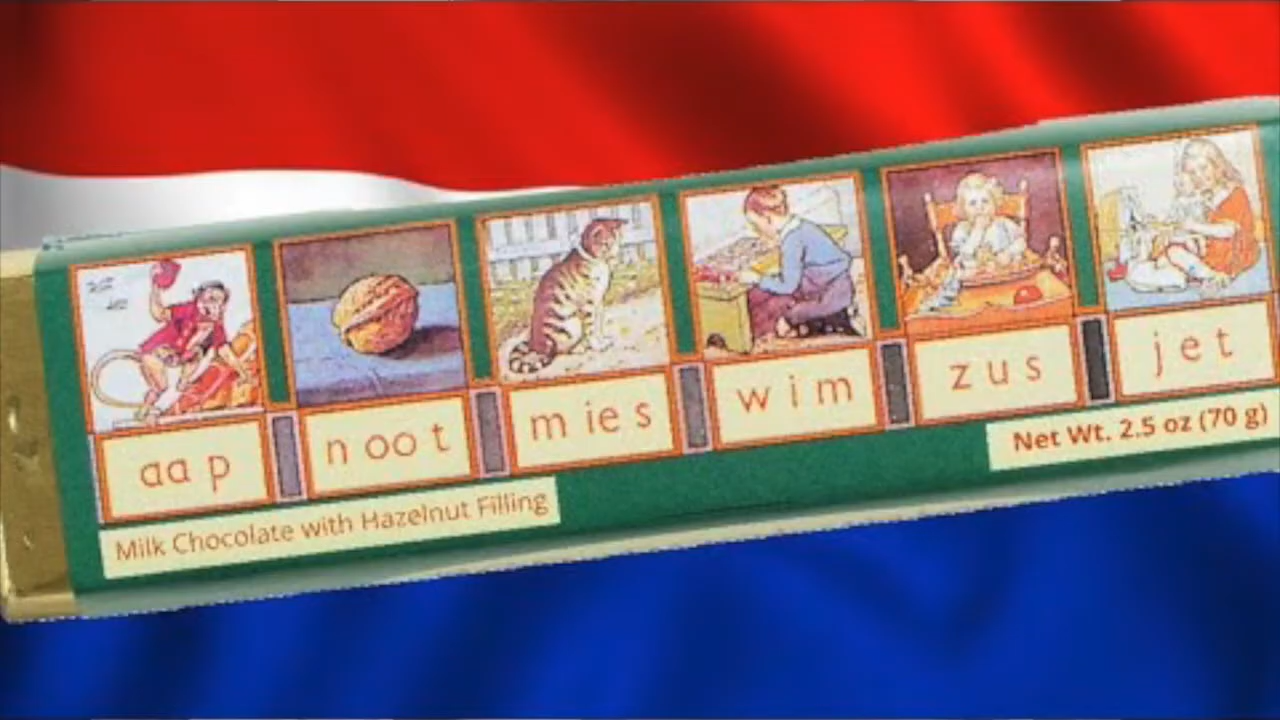 aap noot mies wim zus jet
Milk Chocolate with Hazelnut Filling
Net Wt. 2.5 oz (70 g)